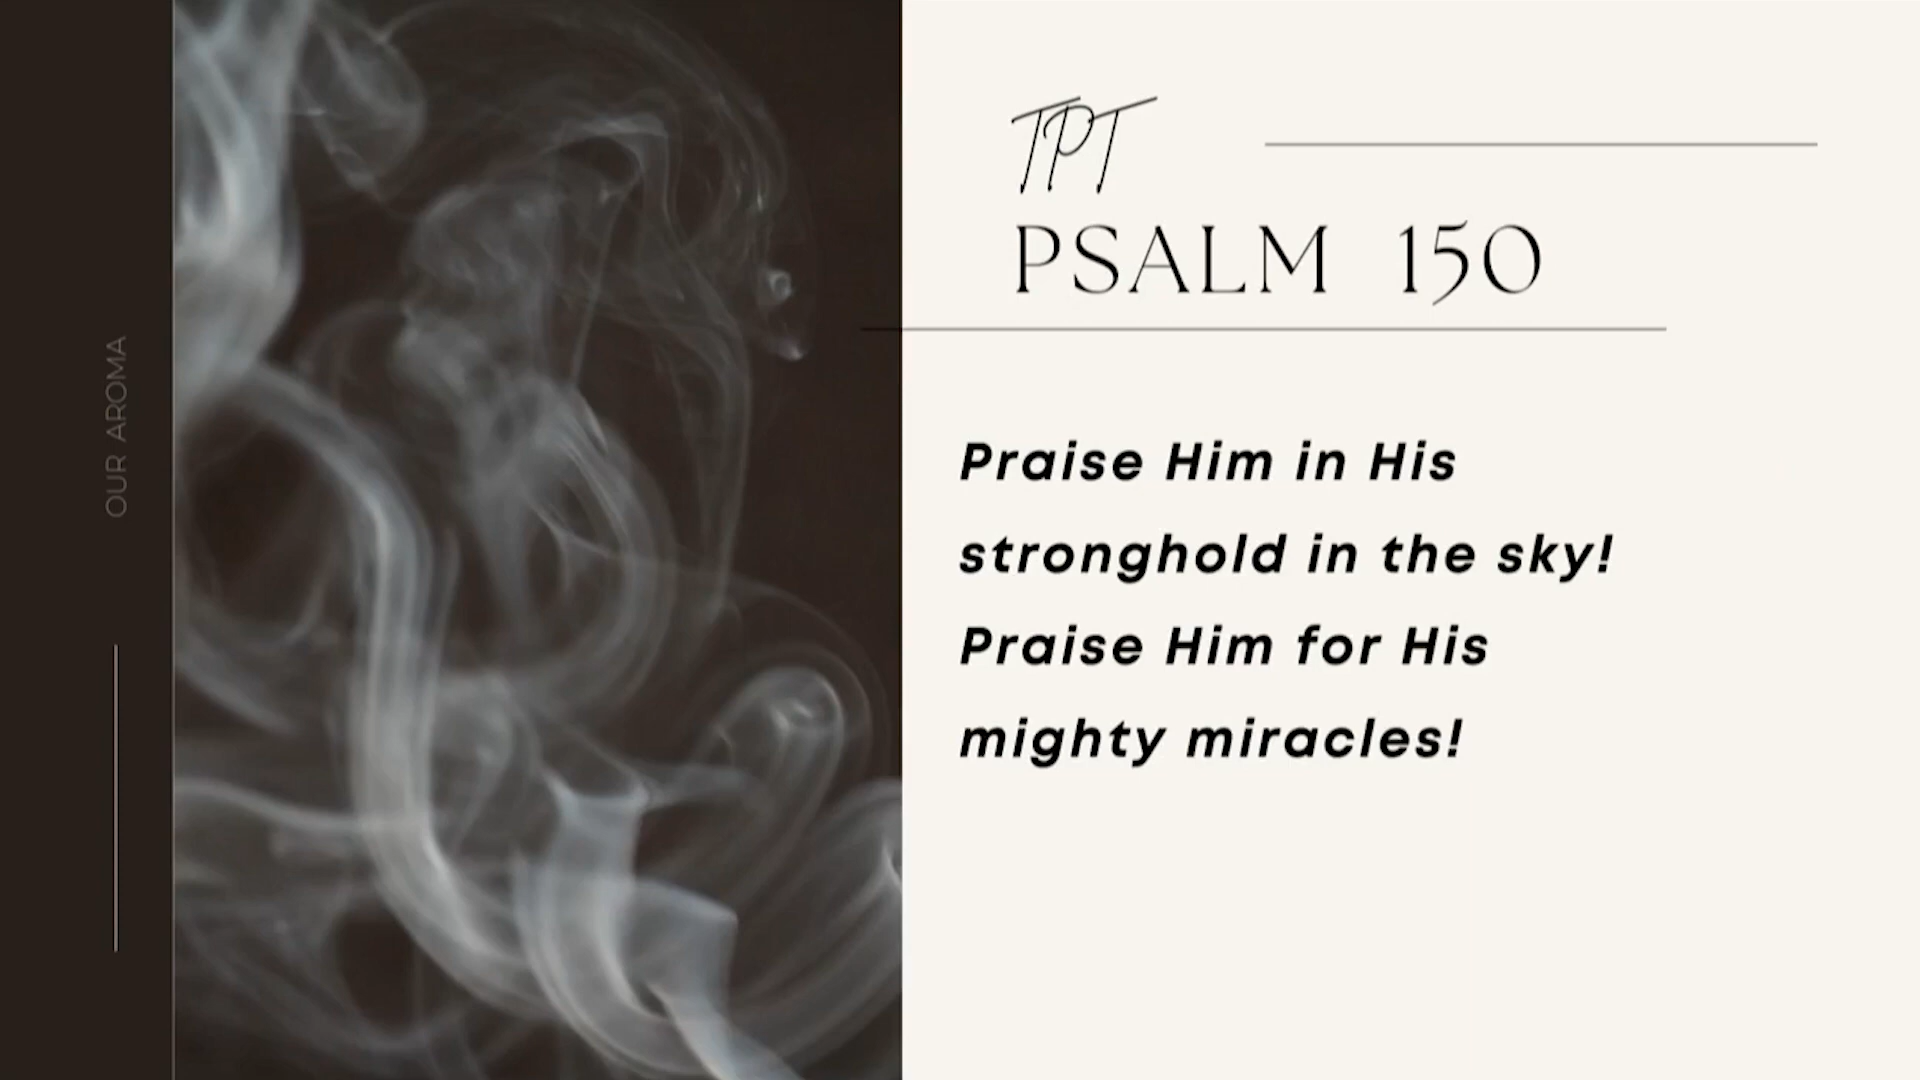 OUR AROMA
TPT
PSALM 150
Praise Him in His
stronghold in the sky!
Praise Him for His
mighty miracles!